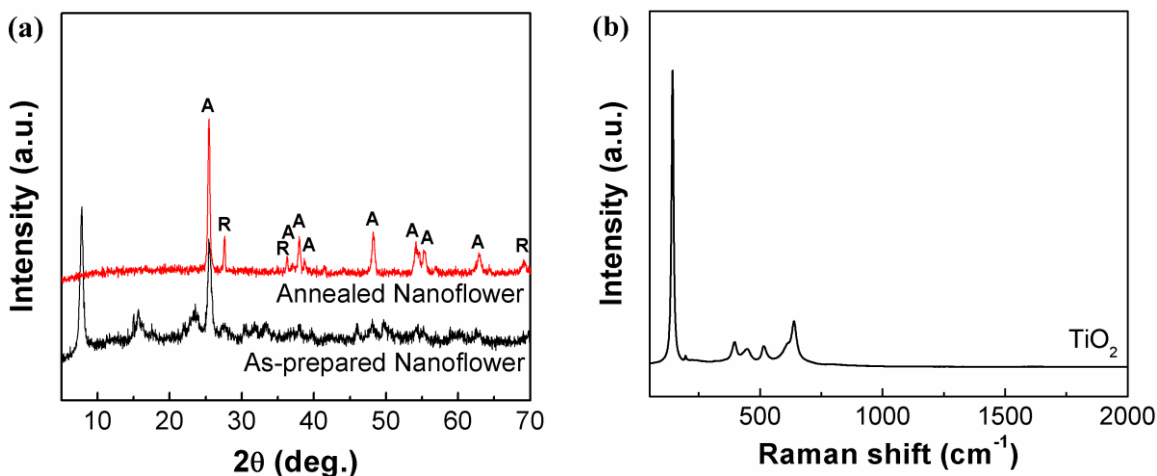 (a)
Intensity (a.u.)
A
R
R
A
A
A
A
A
A
A
R
Annealed Nanoflower
As-prepared Nanoflower
10 20 30 40 50 60 70
2θ (deg.)
(b)
Intensity (a.u.)
TiO₂
500 1000 1500 2000
Raman shift (cm⁻¹)